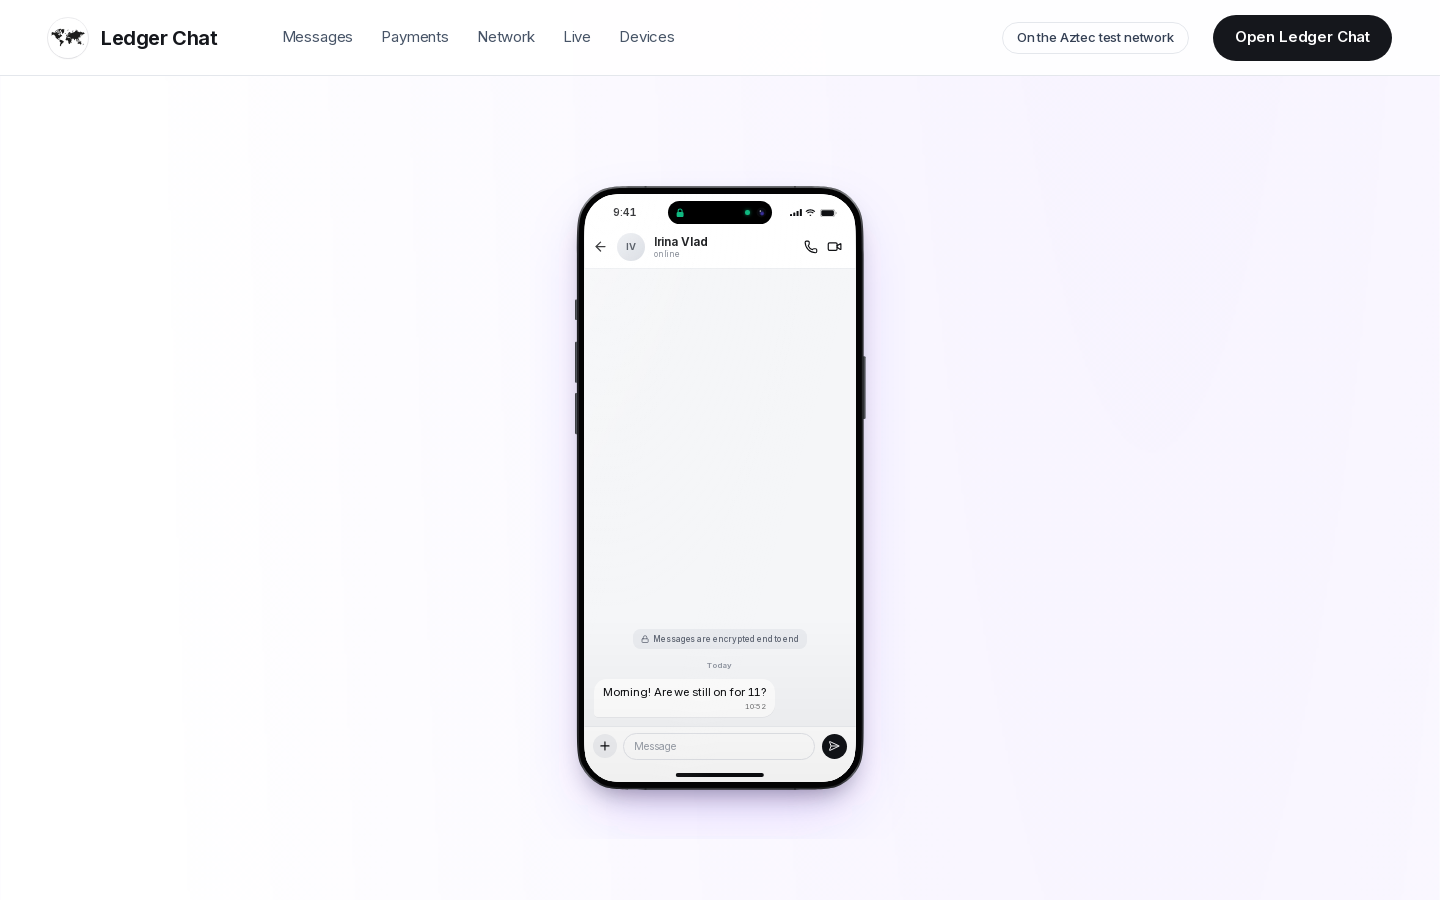 Ledger Chat
Messages
Payments
Network
Live
Devices
On the Aztec test network
Open Ledger Chat
9:41
IV
Irina Vlad
online
Messages are encrypted end to end
Today
Morning! Are we still on for 11?
10:52
Message